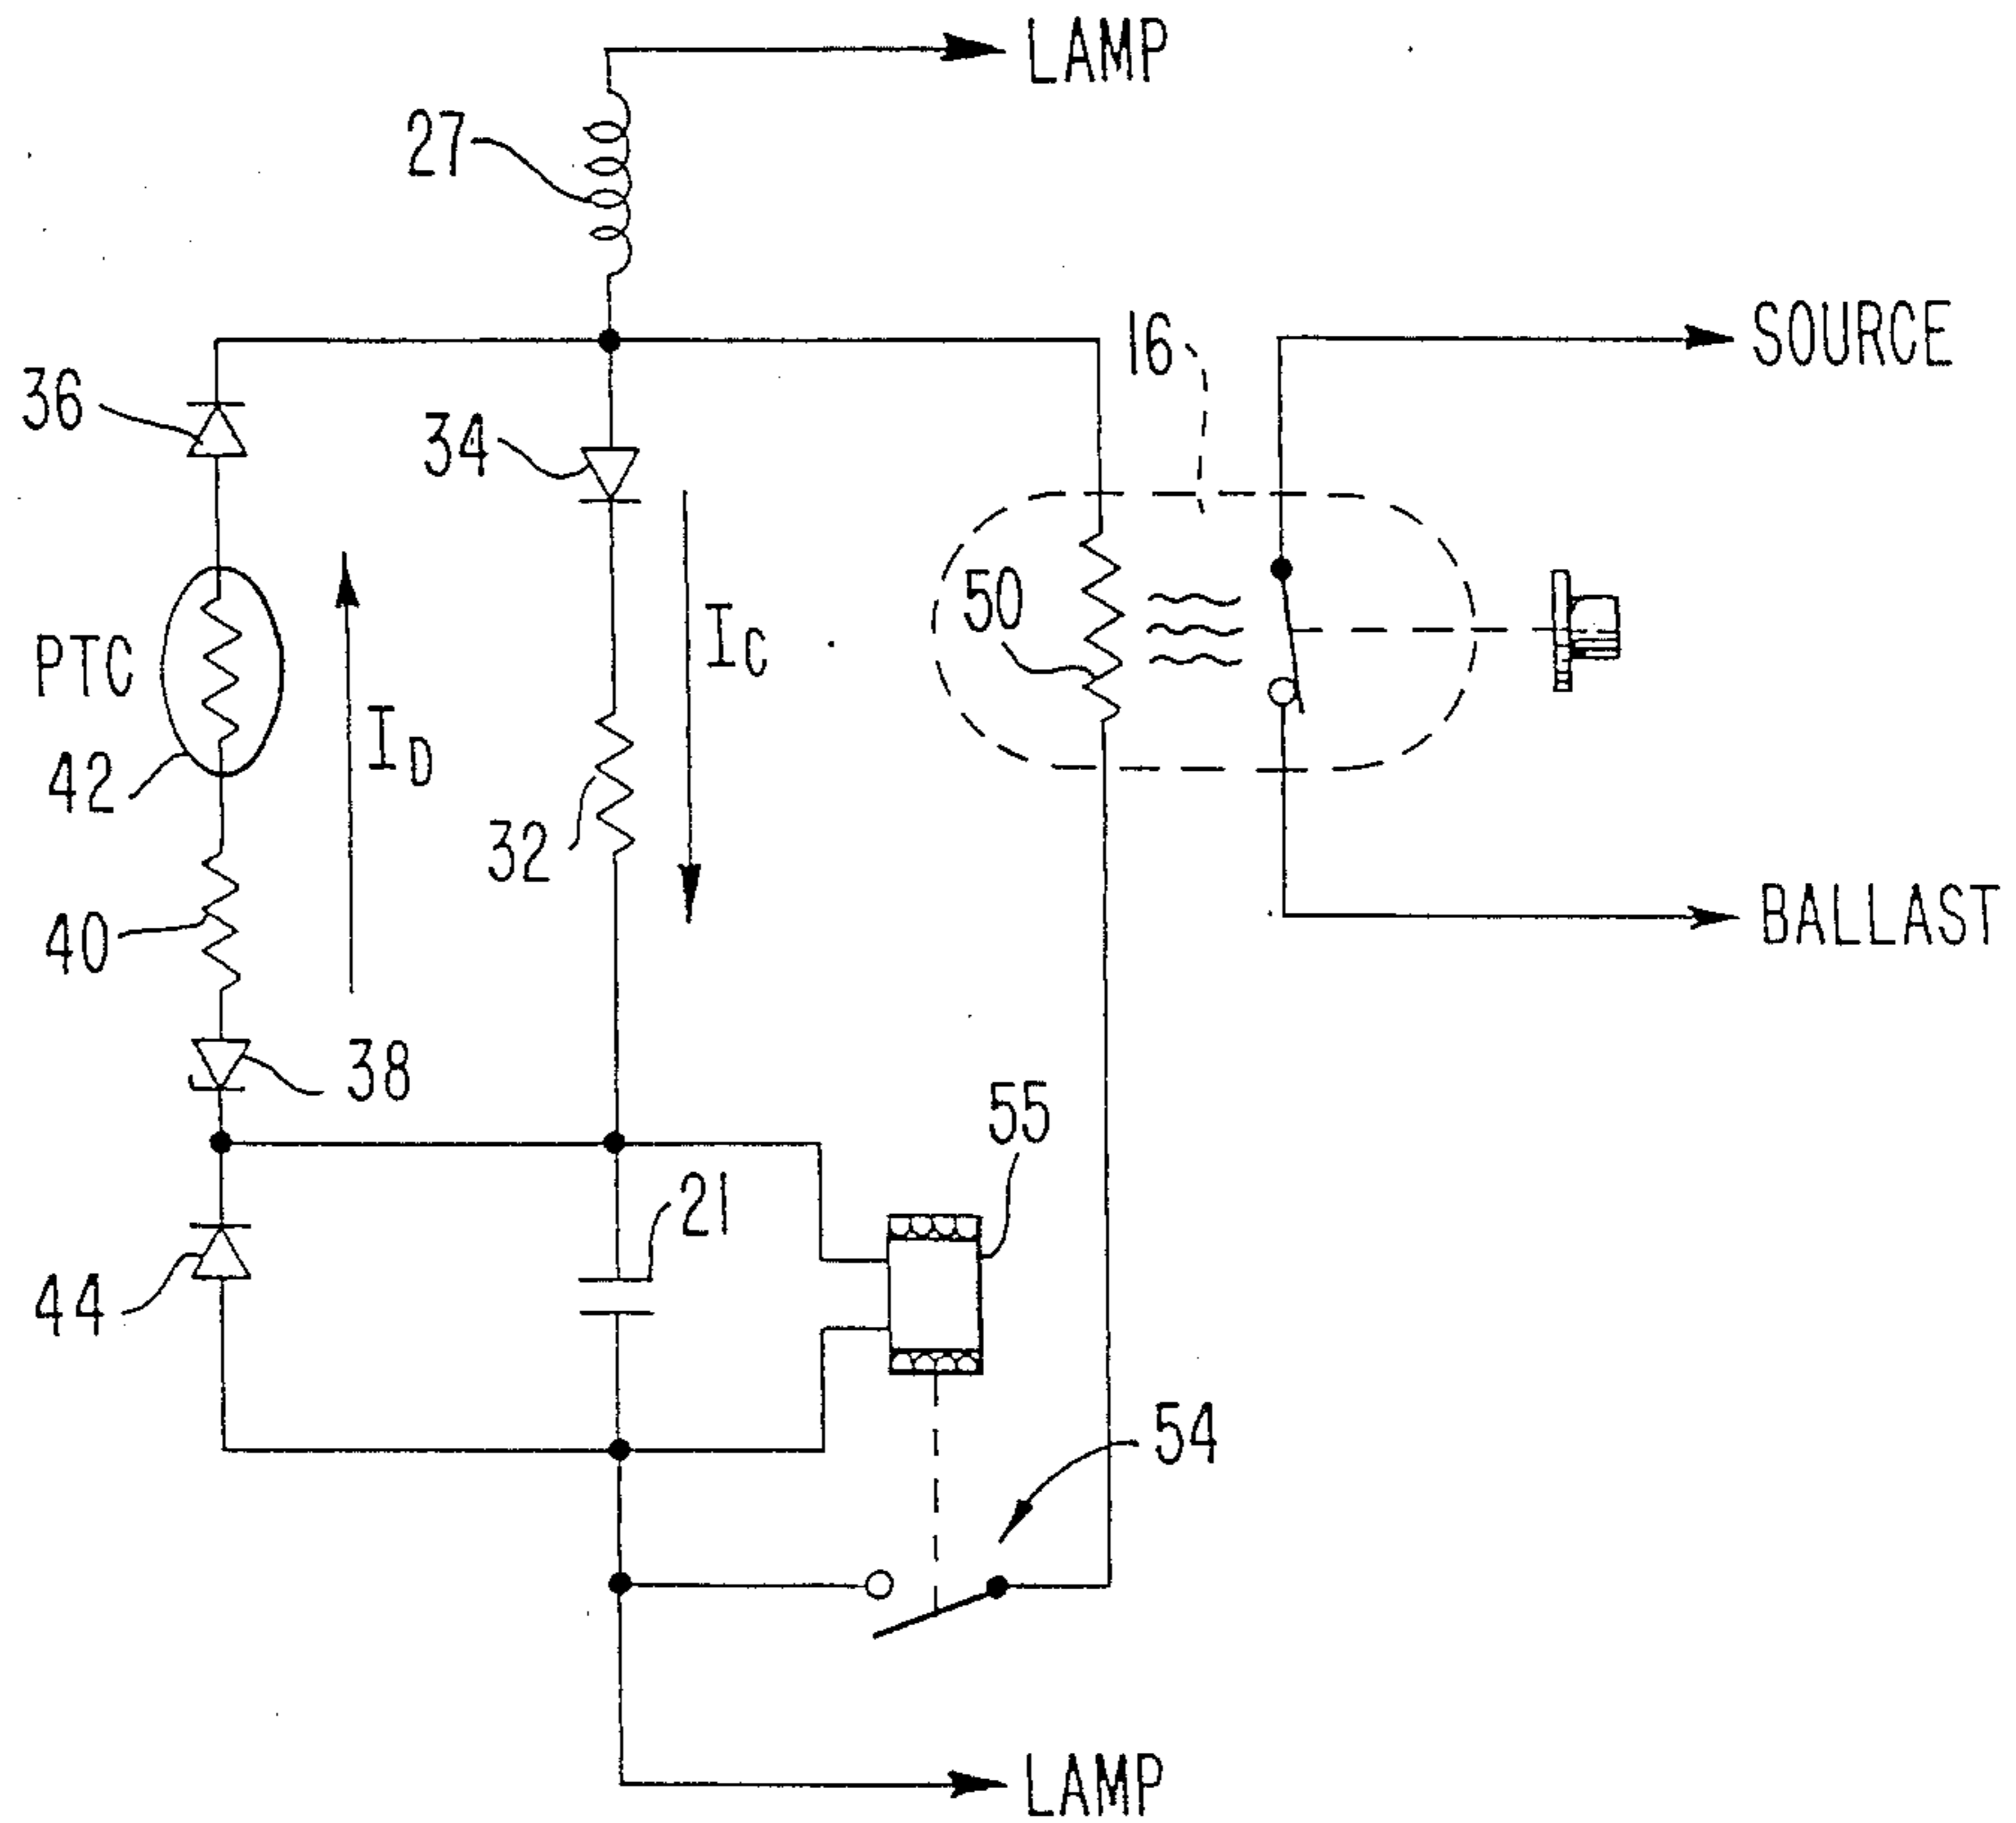 LAMP
27
16
SOURCE
36
34
50
I_C
PTC
I_D
42
32
40
BALLAST
38
55
21
44
54
LAMP